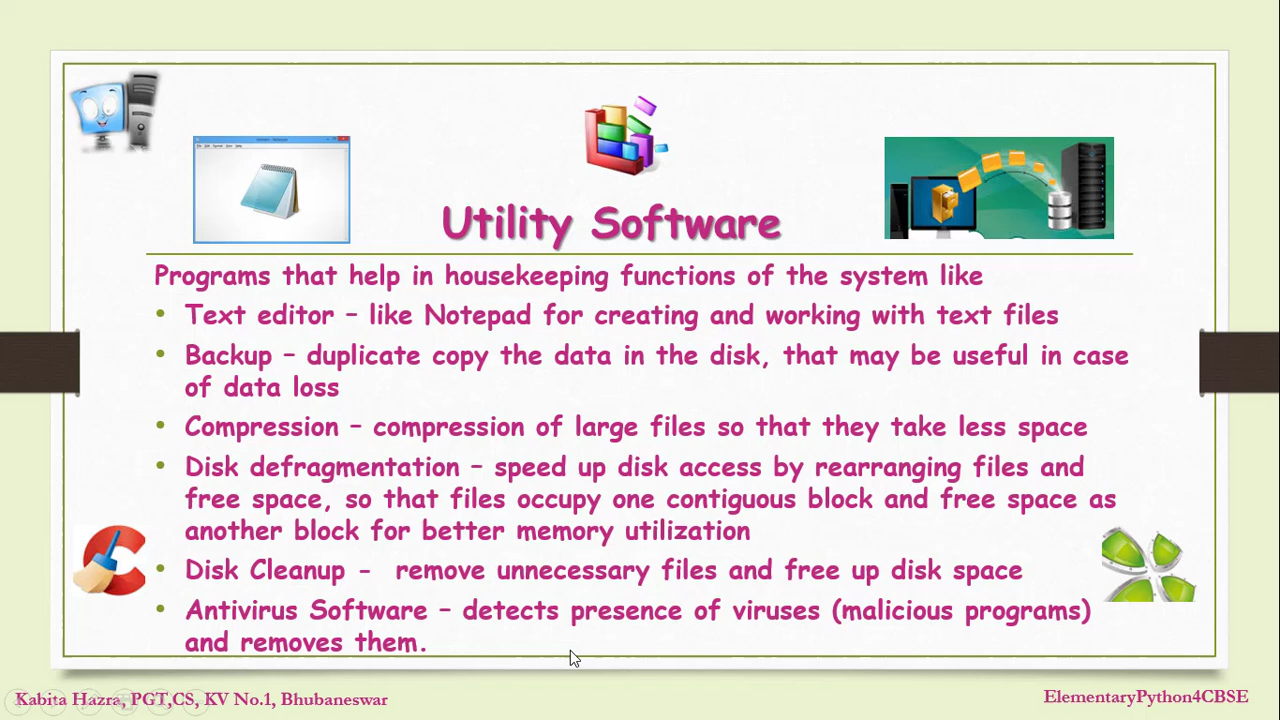 Utility Software
Programs that help in housekeeping functions of the system like
• Text editor – like Notepad for creating and working with text files
• Backup – duplicate copy the data in the disk, that may be useful in case
of data loss
• Compression – compression of large files so that they take less space
• Disk defragmentation – speed up disk access by rearranging files and
free space, so that files occupy one contiguous block and free space as
another block for better memory utilization
• Disk Cleanup - remove unnecessary files and free up disk space
• Antivirus Software – detects presence of viruses (malicious programs)
and removes them.
Kabita Hazra, PGT,CS, KV No.1, Bhubaneswar
ElementaryPython4CBSE